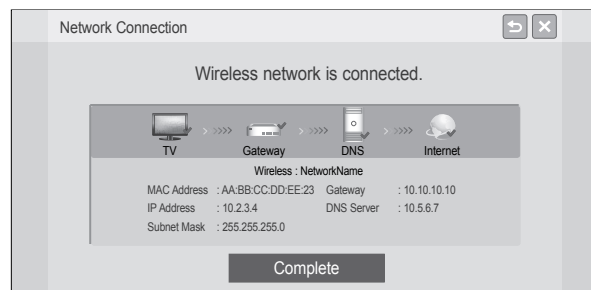 Network Connection
Wireless network is connected.
TV Gateway DNS Internet
Wireless : NetworkName
MAC Address : AA:BB:CC:DD:EE:23 Gateway : 10.10.10.10
IP Address : 10.2.3.4 DNS Server : 10.5.6.7
Subnet Mask : 255.255.255.0
Complete